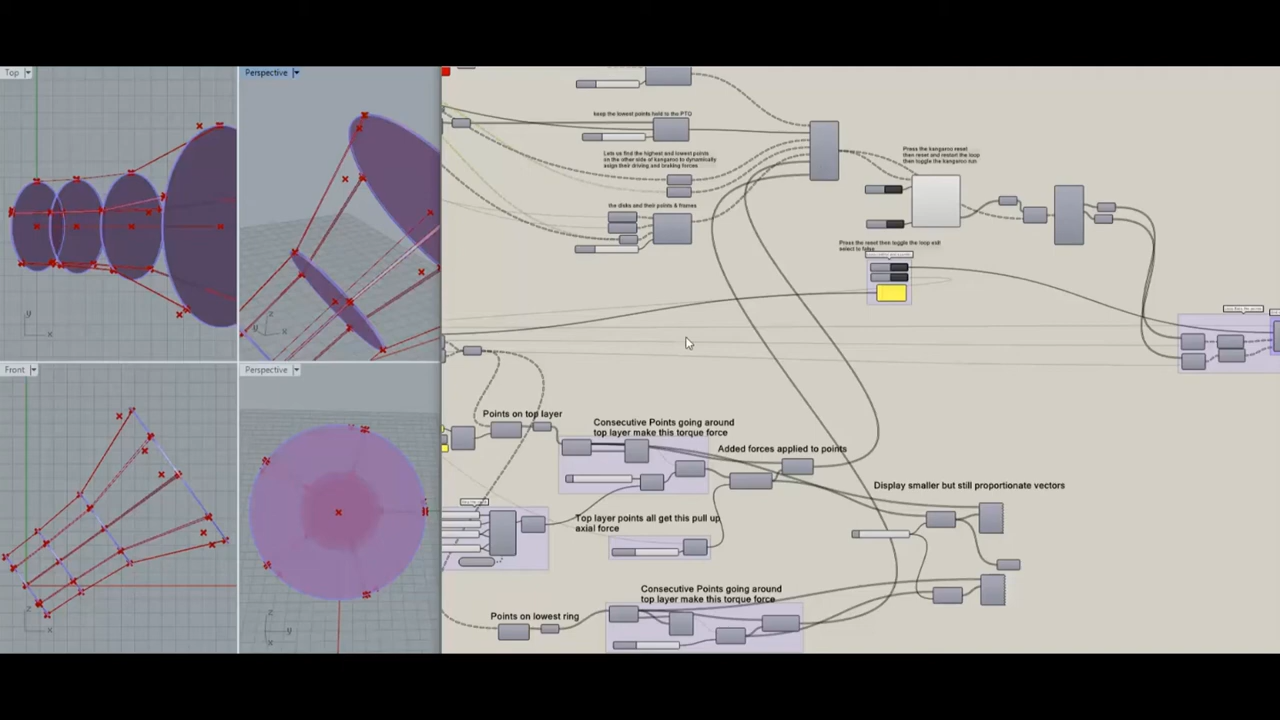 Top
Perspective
keep the lowest points held to the PTO
Lets us find the highest and lowest points
on the other side of kangaroo to dynamically
asign their driving and braking forces
the disks and their points & frames
Press the kangaroo reset
then reset and restart the loop
then toggle the kangaroo run
Press the reset then toggle the loop exit
select to false
Front
Perspective
Points on top layer
Consecutive Points going around
top layer make this torque force
Added forces applied to points
Display smaller but still proportionate vectors
Top layer points all get this pull up
axial force
Consecutive Points going around
top layer make this torque force
Points on lowest ring
y
x
z
x
z
x
y
x